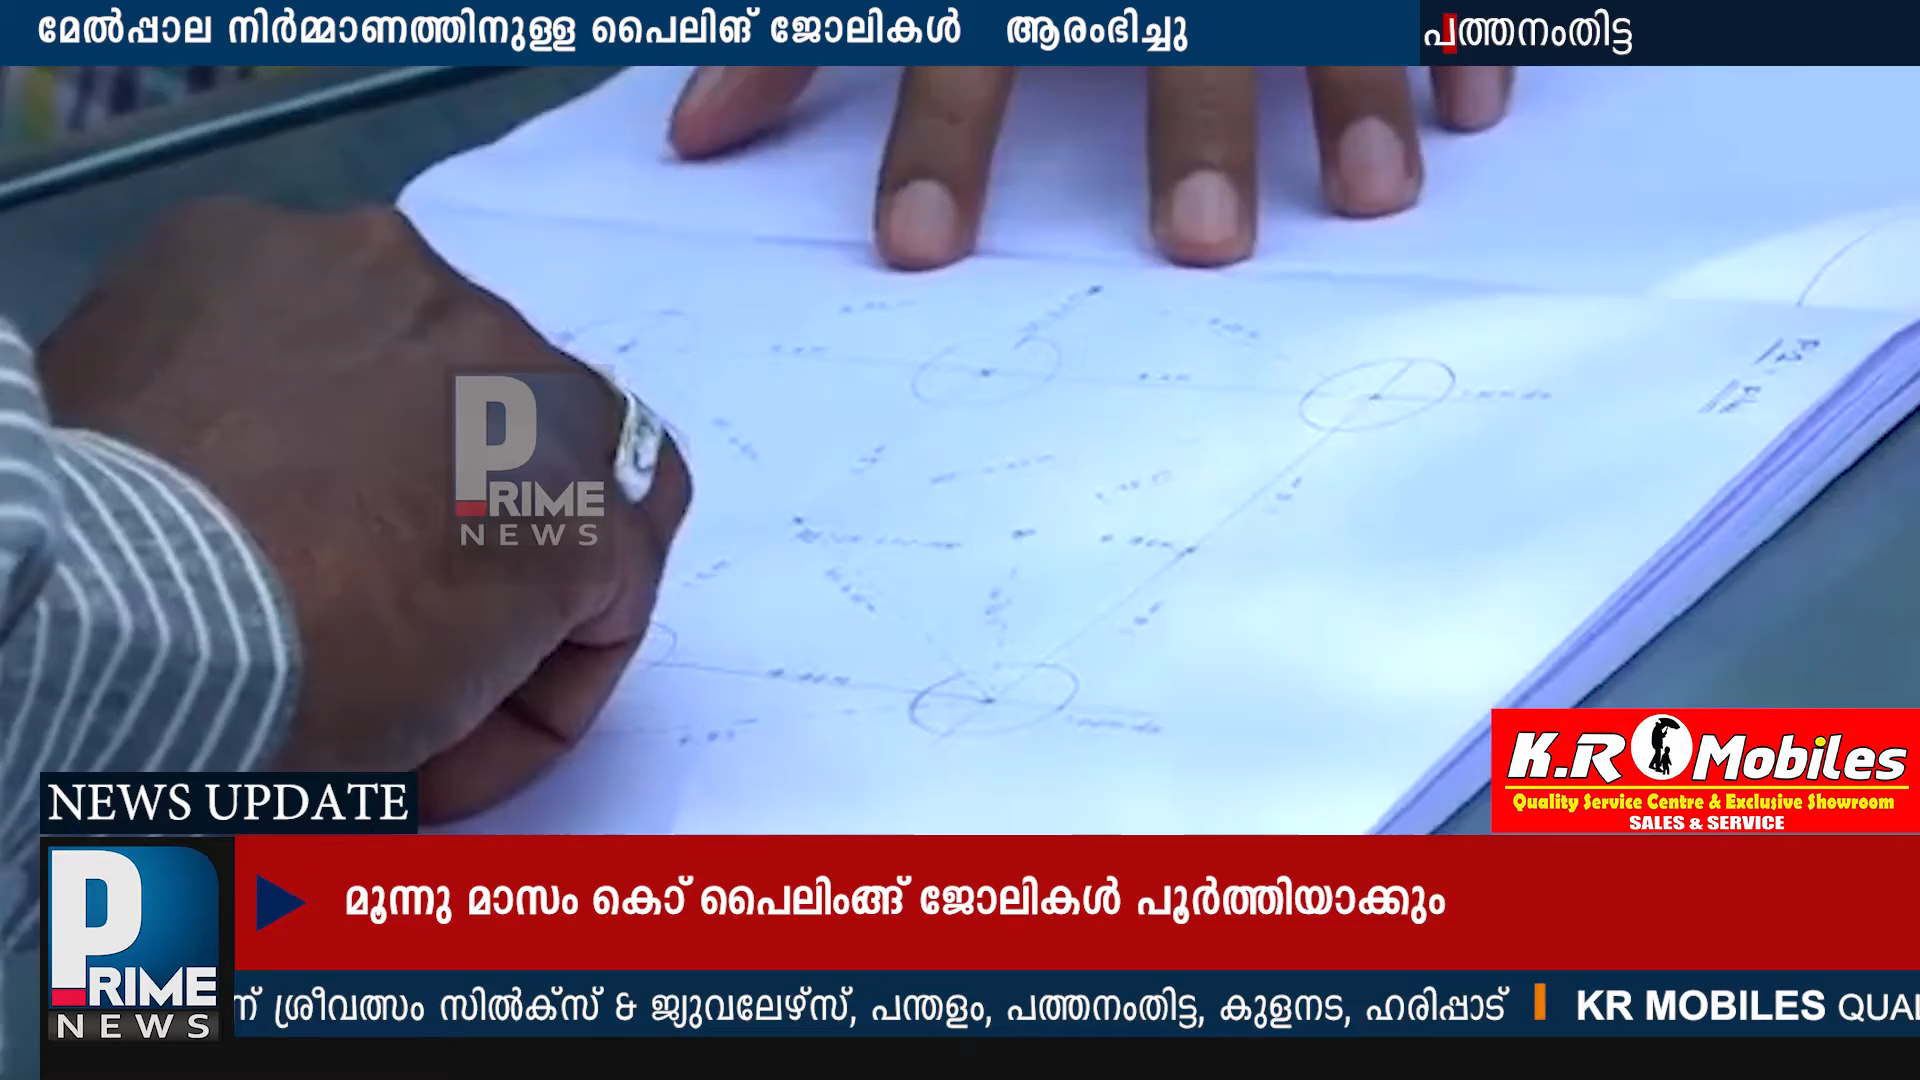 മേൽപ്പാല നിർമ്മാണത്തിനുള്ള പൈലിങ് ജോലികൾ ആരംഭിച്ചു
പത്തനംതിട്ട
PRIME
NEWS
K.R Mobiles
Quality Service Centre & Exclusive Showroom
SALES & SERVICE
NEWS UPDATE
മൂന്നു മാസം കൊ് പൈലിംങ്ങ് ജോലികൾ പൂർത്തിയാക്കും
PRIME
NEWS
ന് ശ്രീവത്സം സിൽക്സ് & ജ്യുവലേഴ്സ്, പന്തളം, പത്തനംതിട്ട, കുളനട, ഹരിപ്പാട് | KR MOBILES QUAL